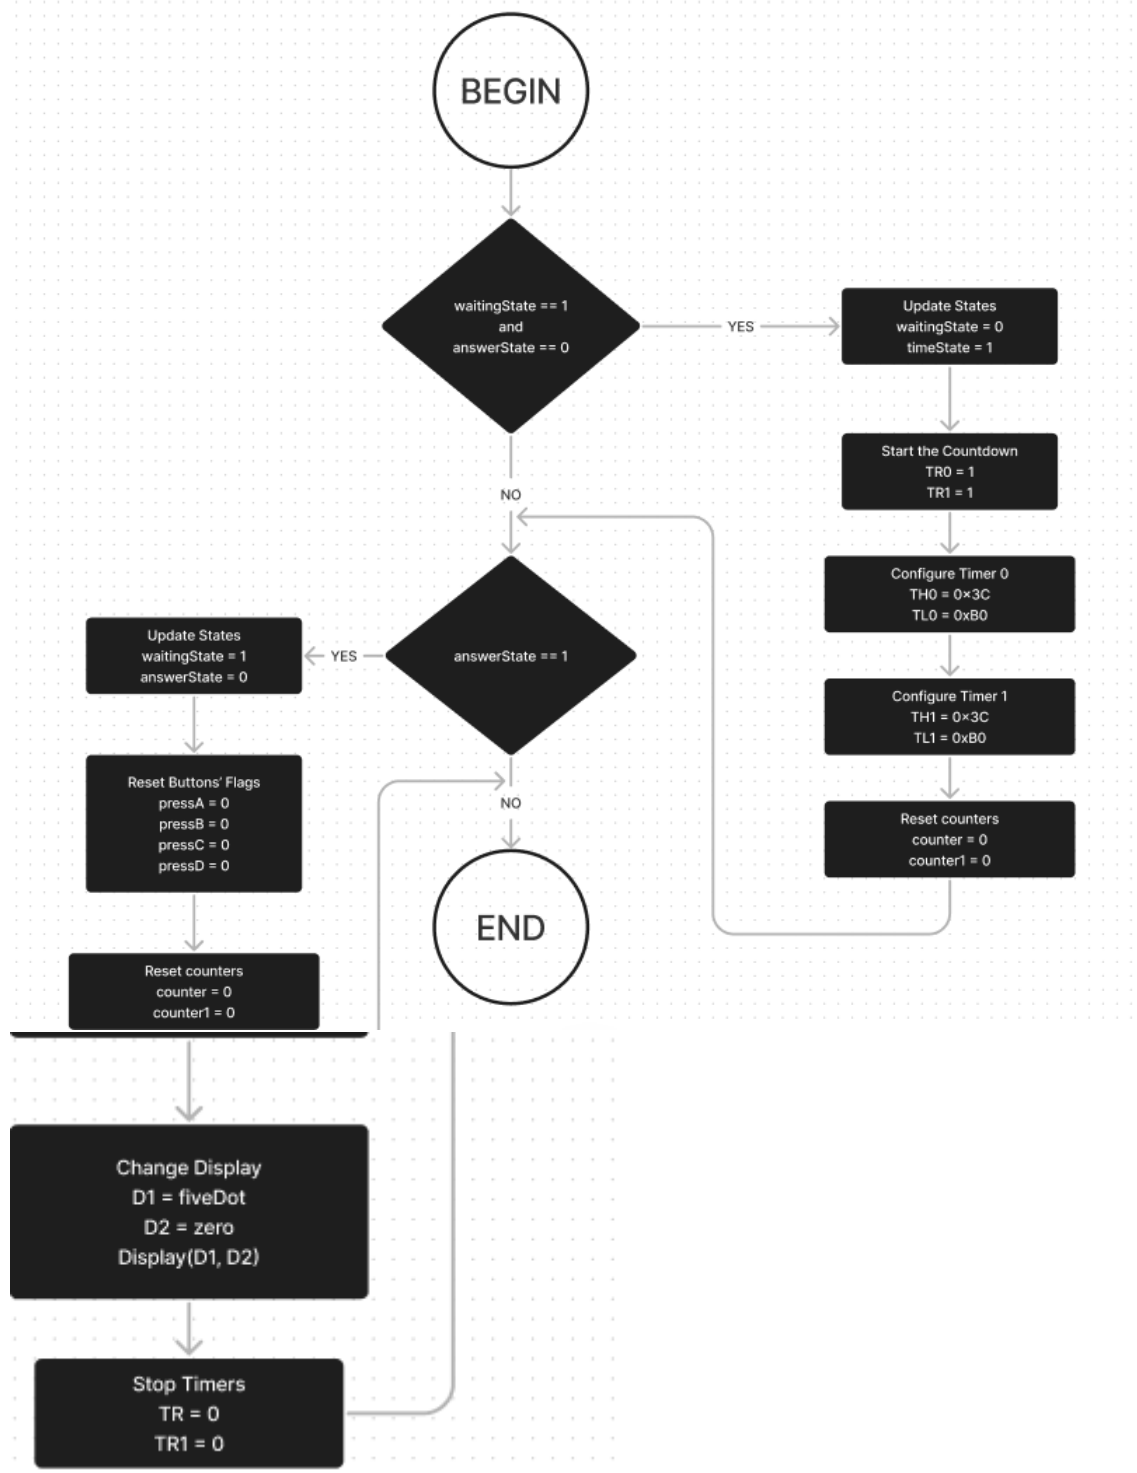 BEGIN
waitingState == 1
and
answerState == 0
YES
Update States
waitingState = 0
timeState = 1
Start the Countdown
TR0 = 1
TR1 = 1
Configure Timer 0
TH0 = 0×3C
TL0 = 0xB0
Configure Timer 1
TH1 = 0×3C
TL1 = 0xB0
Reset counters
counter = 0
counter1 = 0
NO
answerState == 1
YES
Update States
waitingState = 1
answerState = 0
Reset Buttons’ Flags
pressA = 0
pressB = 0
pressC = 0
pressD = 0
Reset counters
counter = 0
counter1 = 0
Change Display
D1 = fiveDot
D2 = zero
Display(D1, D2)
Stop Timers
TR = 0
TR1 = 0
NO
END